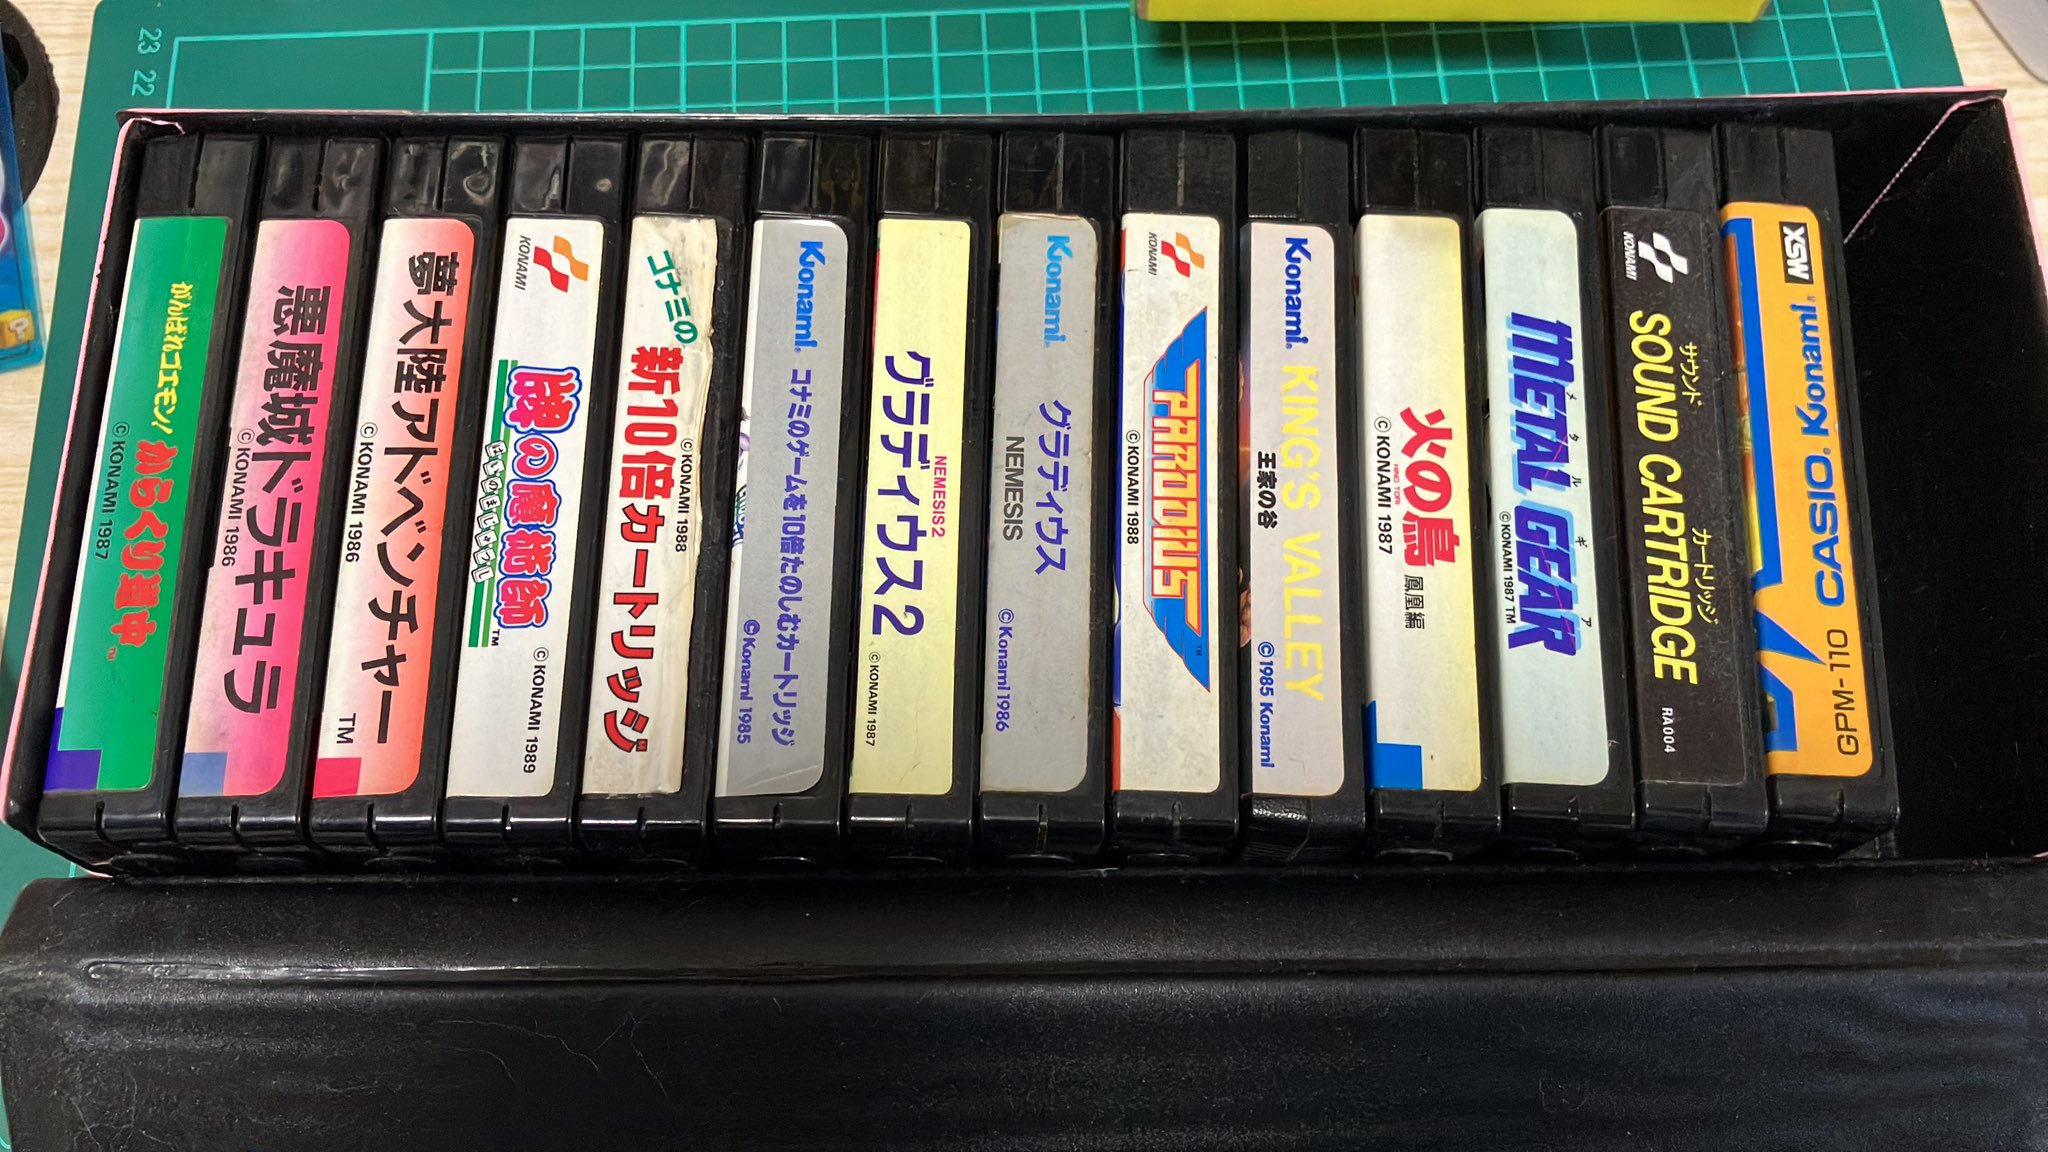 23
22
がんばれゴエモン!
からくり道中
TM
© KONAMI 1987
悪魔城ドラキュラ
© KONAMI 1986
夢大陸アドベンチャー
TM
© KONAMI 1986
KONAMI
牌の魔術師
TM
© KONAMI 1989
コナミの
新10倍カートリッジ
© KONAMI 1988
Konami®
コナミのゲームを10倍たのしむカートリッジ
© Konami 1985
NEMESIS 2
グラディウス2
© KONAMI 1987
Konami®
グラディウス
NEMESIS
© Konami 1986
KONAMI
PARODIUS
TM
© KONAMI 1988
Konami®
KING'S VALLEY
王家の谷
© 1985 Konami
火の鳥
HINO TORI
鳳凰編
© KONAMI 1987
メタルギア
METAL GEAR
© KONAMI 1987 TM
KONAMI
サウンド カートリッジ
SOUND CARTRIDGE
RA004
MSX
Konami®
CASIO®
GPM-110